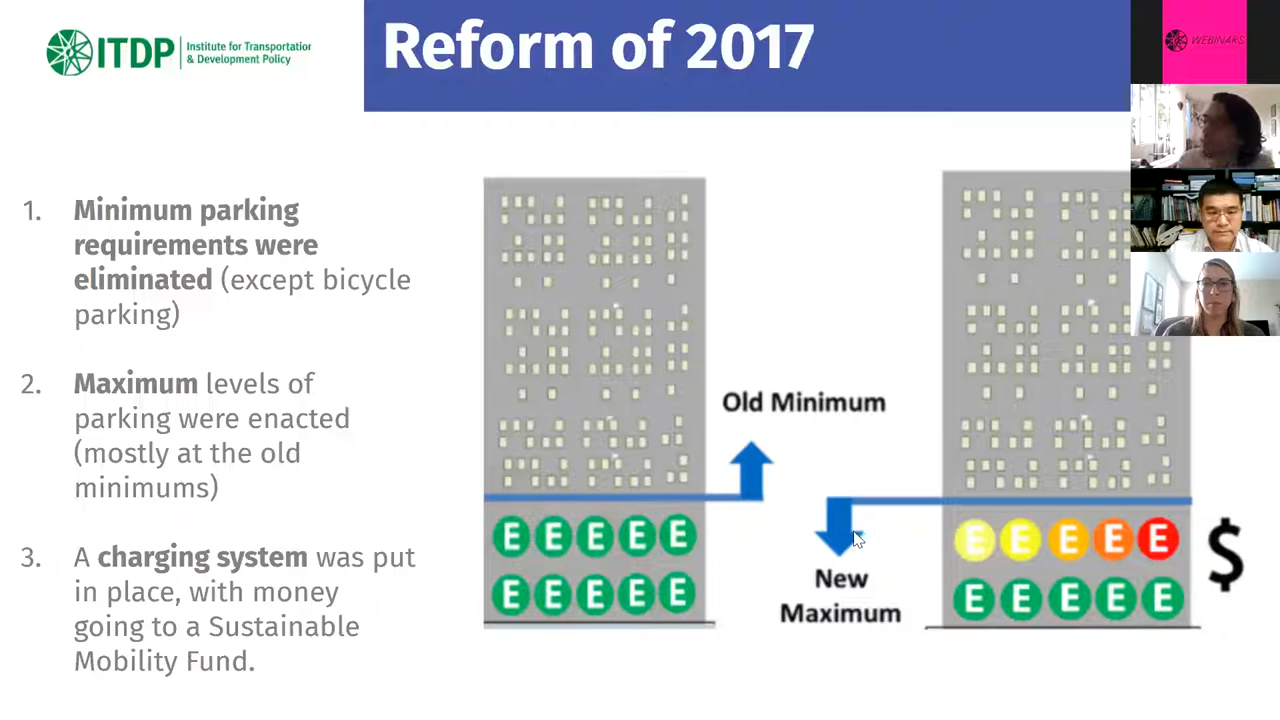 ITDP
Institute for Transportation
& Development Policy
Reform of 2017
WEBINARS
1. Minimum parking
requirements were
eliminated (except bicycle
parking)
2. Maximum levels of
parking were enacted
(mostly at the old
minimums)
3. A charging system was put
in place, with money
going to a Sustainable
Mobility Fund.
Old Minimum
E E E E E
E E E E E
New
Maximum
E E E E E
E E E E E
$